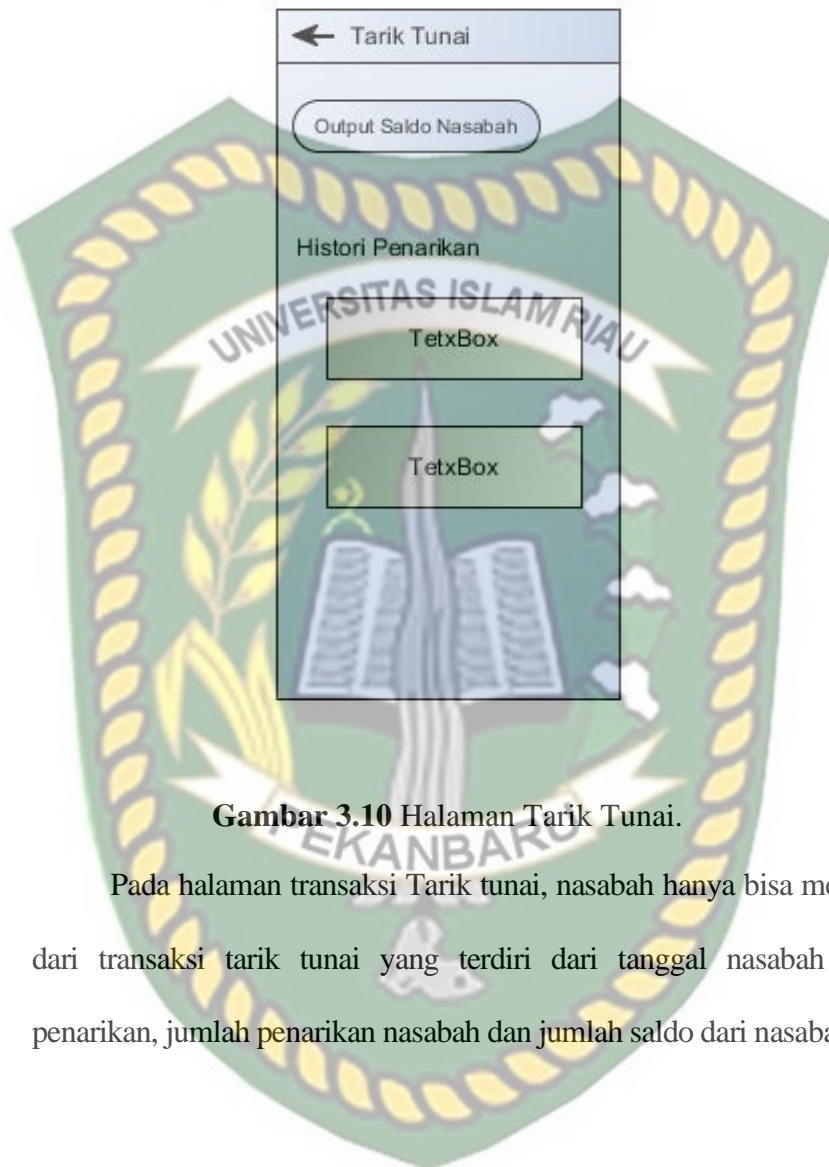 Tarik Tunai
Output Saldo Nasabah
Histori Penarikan
UNIVERSITAS ISLAM RIAU
TetxBox
TetxBox
Gambar 3.10 Halaman Tarik Tunai.
PEKANBARU
Pada halaman transaksi Tarik tunai, nasabah hanya bisa
dari transaksi tarik tunai yang terdiri dari tanggal nasabah
penarikan, jumlah penarikan nasabah dan jumlah saldo dari